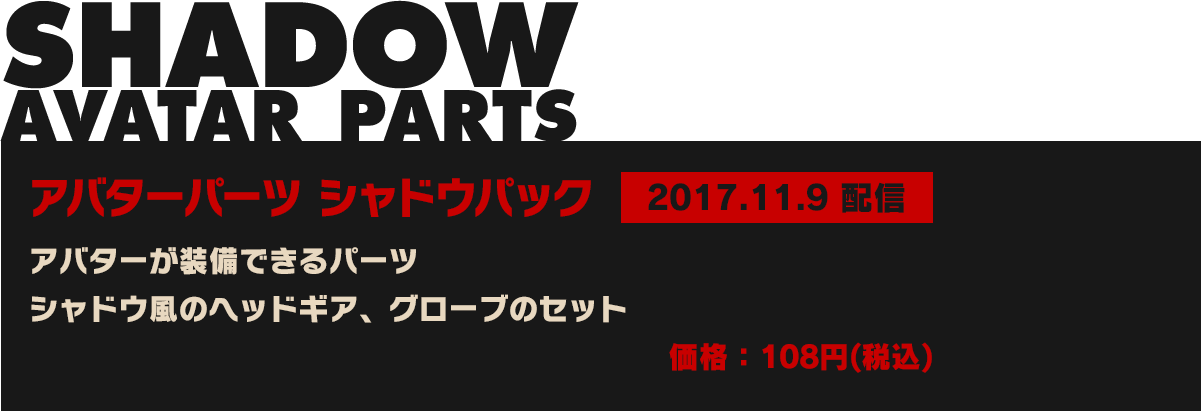 SHADOW
AVATAR PARTS
アバターパーツ シャドウパック 2017.11.9 配信
アバターが装備できるパーツ
シャドウ風のヘッドギア、グローブのセット
価格：108円(税込)